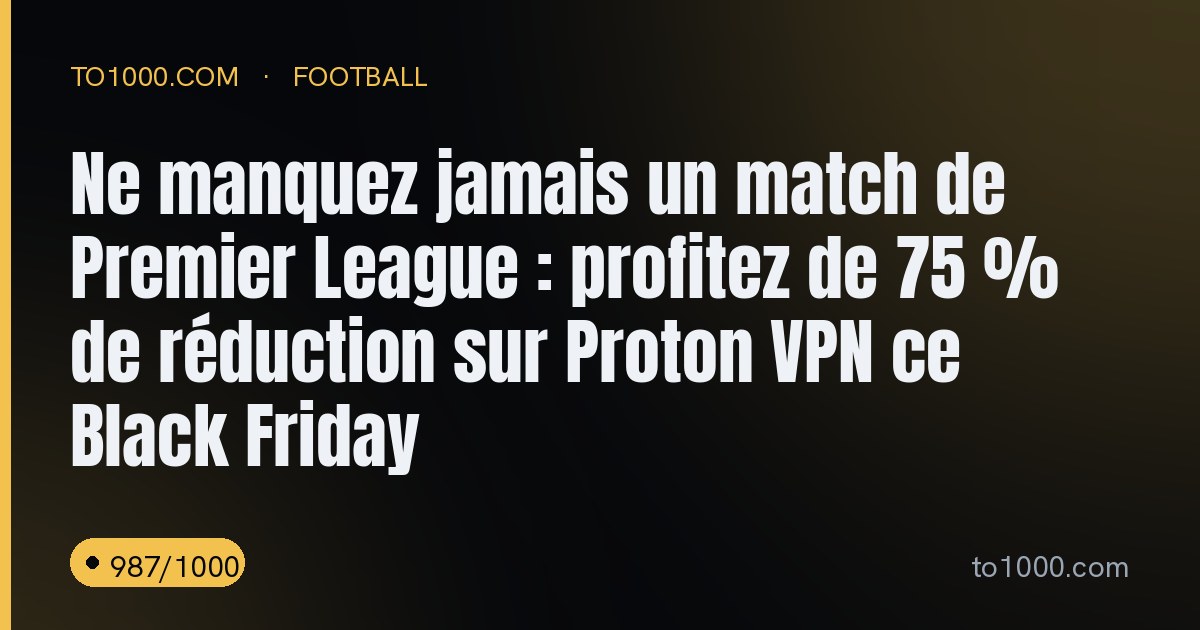 TO1000.COM · FOOTBALL
Ne manquez jamais un match de
Premier League : profitez de 75 %
de réduction sur Proton VPN ce
Black Friday
987/1000
to1000.com